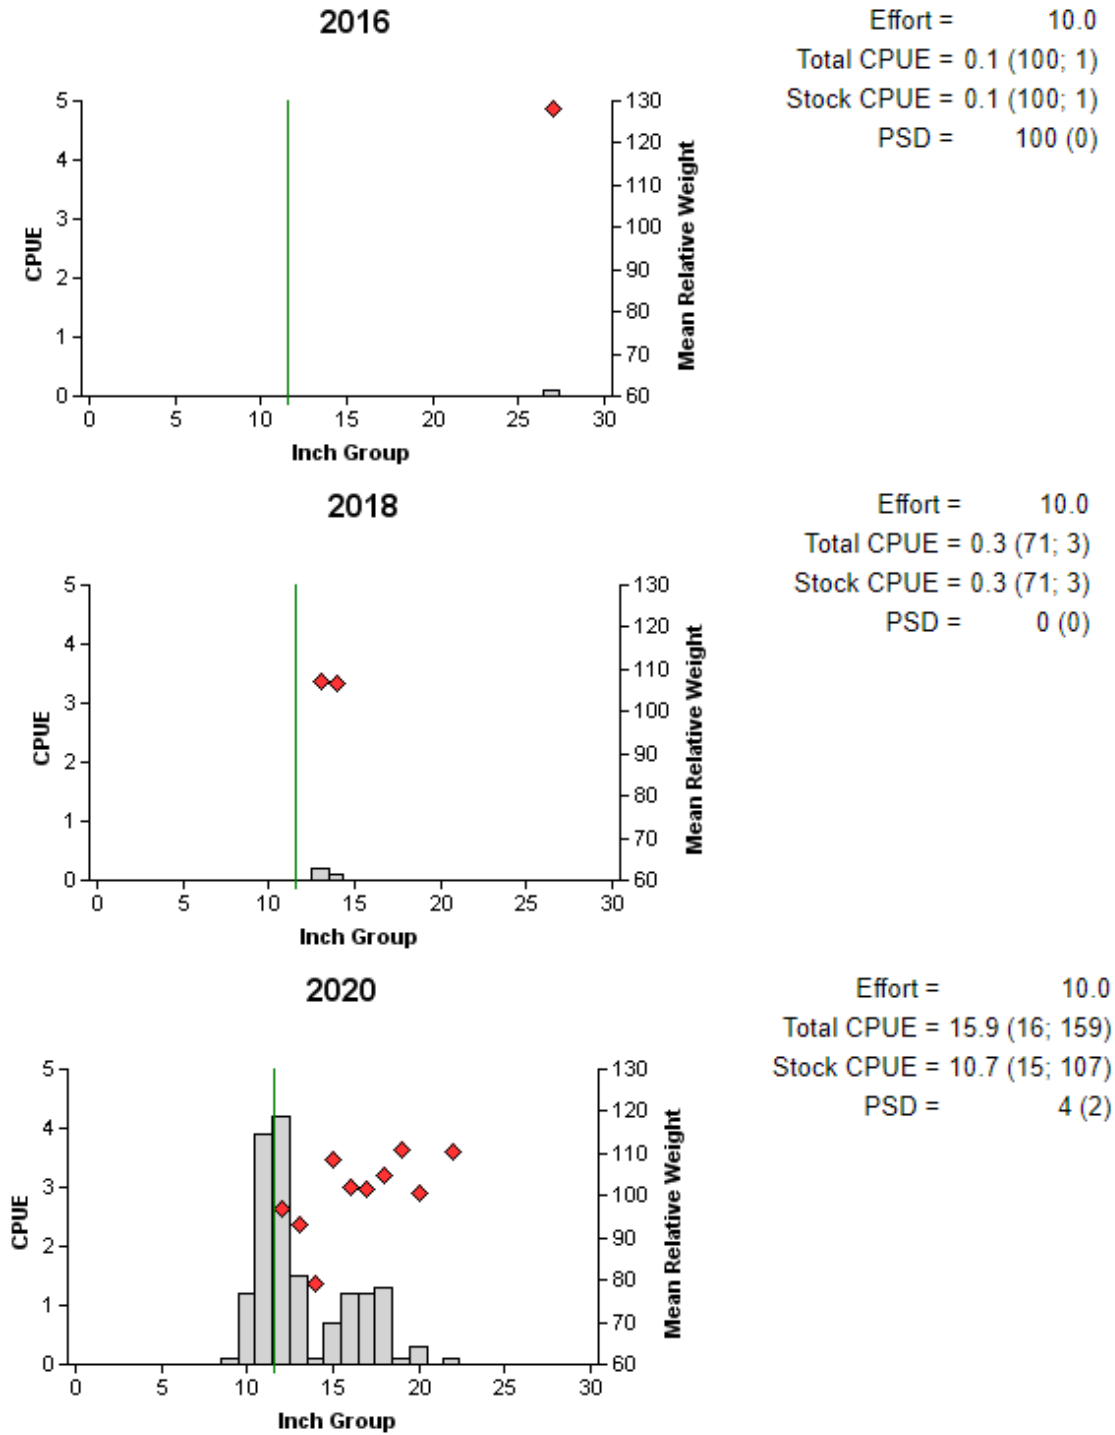 2016
Effort = 10.0
Total CPUE = 0.1 (100; 1)
Stock CPUE = 0.1 (100; 1)
PSD = 100 (0)
5
4
3
2
1
0
CPUE
130
120
110
100
90
80
70
60
Mean Relative Weight
0 5 10 15 20 25 30
Inch Group
2018
Effort = 10.0
Total CPUE = 0.3 (71; 3)
Stock CPUE = 0.3 (71; 3)
PSD = 0 (0)
5
4
3
2
1
0
CPUE
130
120
110
100
90
80
70
60
Mean Relative Weight
0 5 10 15 20 25 30
Inch Group
2020
Effort = 10.0
Total CPUE = 15.9 (16; 159)
Stock CPUE = 10.7 (15; 107)
PSD = 4 (2)
5
4
3
2
1
0
CPUE
130
120
110
100
90
80
70
60
Mean Relative Weight
0 5 10 15 20 25 30
Inch Group